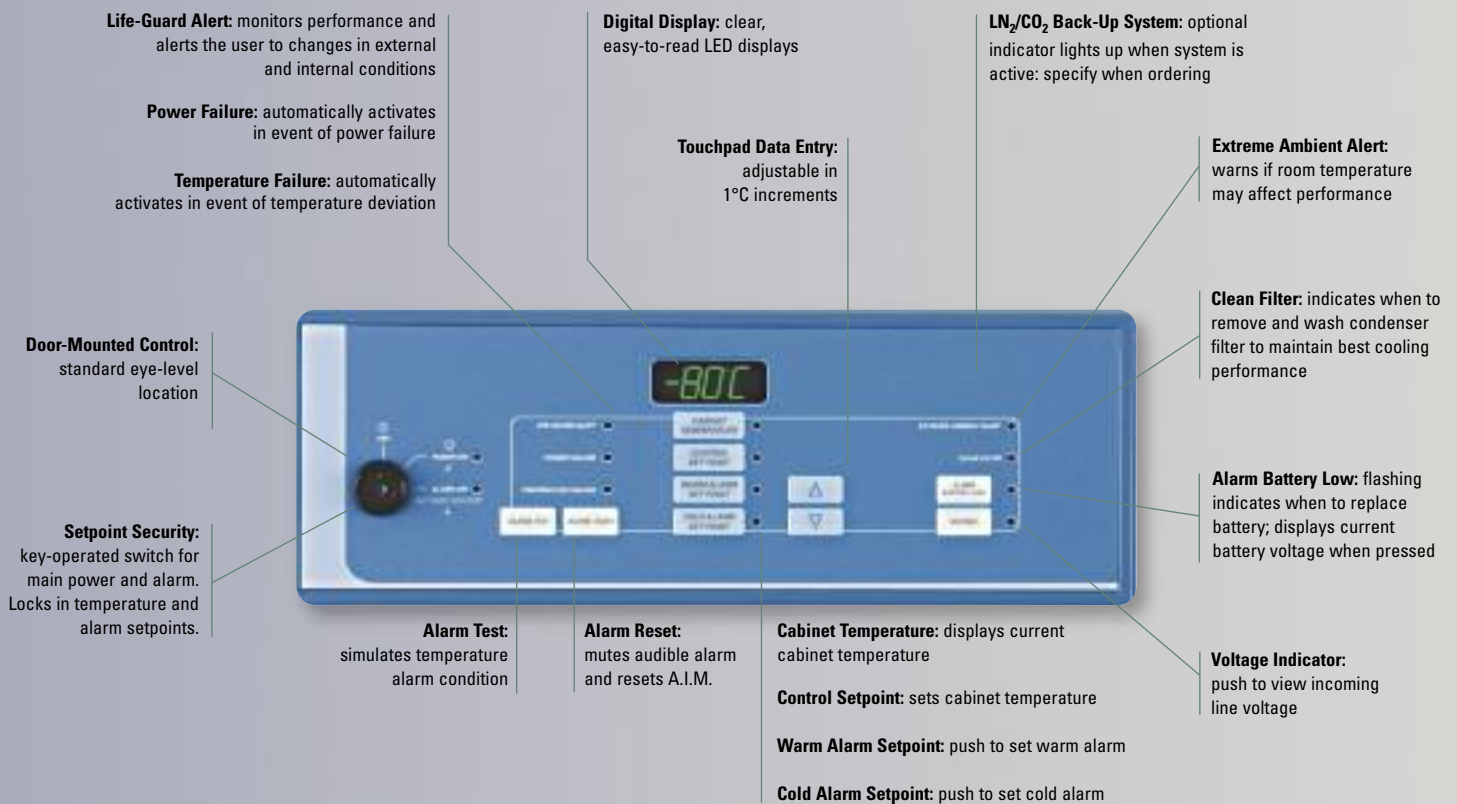 Life-Guard Alert: monitors performance and
alerts the user to changes in external
and internal conditions
Power Failure: automatically activates
in event of power failure
Temperature Failure: automatically
activates in event of temperature deviation
Digital Display: clear,
easy-to-read LED displays
Touchpad Data Entry:
adjustable in
1°C increments
LN₂/CO₂ Back-Up System: optional
indicator lights up when system is
active: specify when ordering
Extreme Ambient Alert:
warns if room temperature
may affect performance
Clean Filter: indicates when to
remove and wash condenser
filter to maintain best cooling
performance
Door-Mounted Control:
standard eye-level
location
-80C
Setpoint Security:
key-operated switch for
main power and alarm.
Locks in temperature and
alarm setpoints.
Alarm Battery Low: flashing
indicates when to replace
battery; displays current
battery voltage when pressed
Alarm Test:
simulates temperature
alarm condition
Alarm Reset:
mutes audible alarm
and resets A.I.M.
Cabinet Temperature: displays current
cabinet temperature
Control Setpoint: sets cabinet temperature
Warm Alarm Setpoint: push to set warm alarm
Cold Alarm Setpoint: push to set cold alarm
Voltage Indicator:
push to view incoming
line voltage